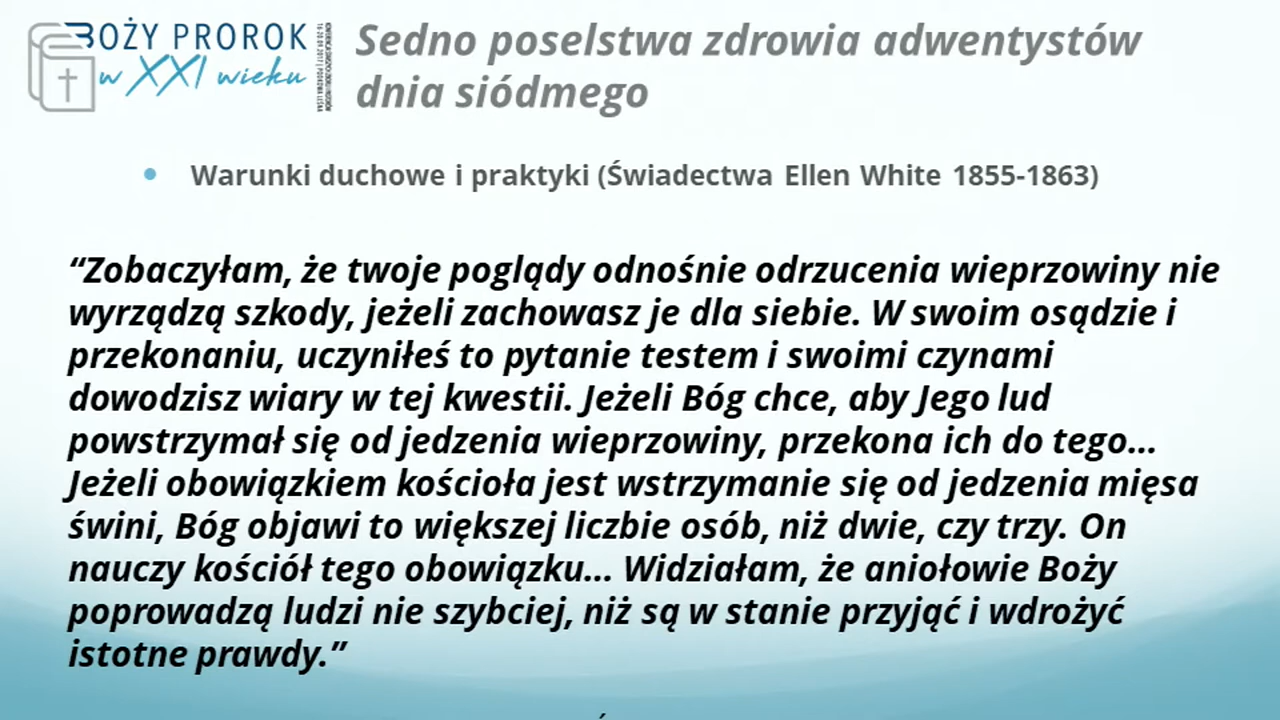 BOŻY PROROK
w XXI wieku
Sedno poselstwa zdrowia adwentystów
dnia siódmego
• Warunki duchowe i praktyki (Świadectwa Ellen White 1855-1863)
“Zobaczyłam, że twoje poglądy odnośnie odrzucenia wieprzowiny nie
wyrządzą szkody, jeżeli zachowasz je dla siebie. W swoim osądzie i
przekonaniu, uczyniłeś to pytanie testem i swoimi czynami
dowodzisz wiary w tej kwestii. Jeżeli Bóg chce, aby Jego lud
powstrzymał się od jedzenia wieprzowiny, przekona ich do tego...
Jeżeli obowiązkiem kościoła jest wstrzymanie się od jedzenia mięsa
świni, Bóg objawi to większej liczbie osób, niż dwie, czy trzy. On
nauczy kościół tego obowiązku... Widziałam, że aniołowie Boży
poprowadzą ludzi nie szybciej, niż są w stanie przyjąć i wdrożyć
istotne prawdy.”